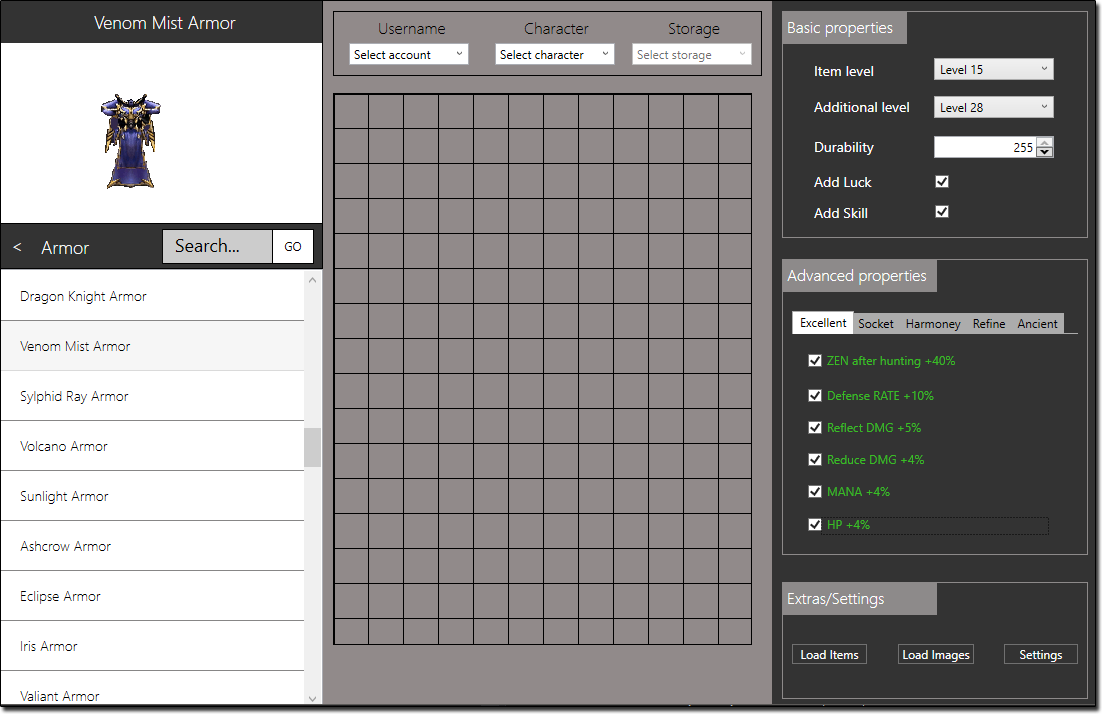 Venom Mist Armor
< Armor
Search...
GO
Dragon Knight Armor
Venom Mist Armor
Sylphid Ray Armor
Volcano Armor
Sunlight Armor
Ashcrow Armor
Eclipse Armor
Iris Armor
Valiant Armor
Username Character Storage
Select account Select character Select storage
Basic properties
Item level Level 15
Additional level Level 28
Durability 255
Add Luck
Add Skill
Advanced properties
Excellent Socket Harmoney Refine Ancient
ZEN after hunting +40%
Defense RATE +10%
Reflect DMG +5%
Reduce DMG +4%
MANA +4%
HP +4%
Extras/Settings
Load Items Load Images Settings